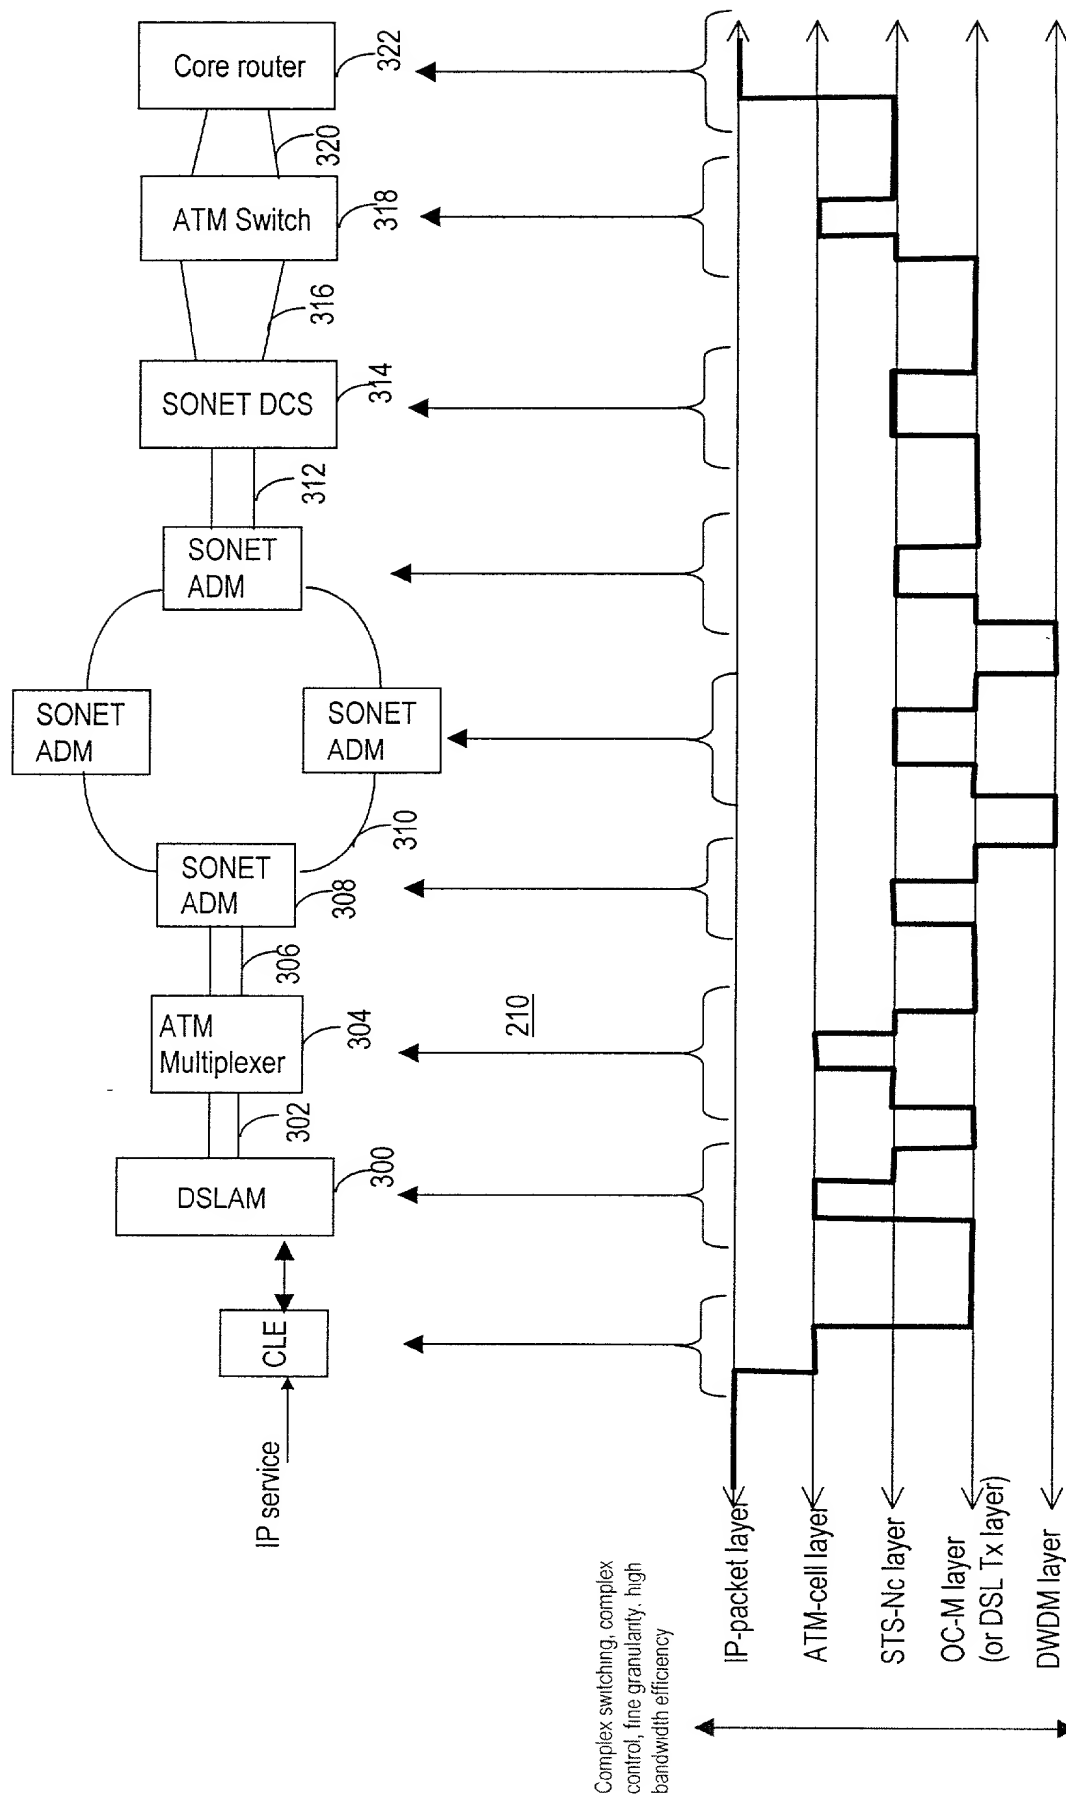 IP service
CLE
DSLAM
300
302
ATM
Multiplexer
304
306
SONET
ADM
308
310
SONET
ADM
SONET
ADM
SONET
ADM
312
SONET DCS
314
316
ATM Switch
318
320
Core router
322
210
Complex switching, complex
control, fine granularity, high
bandwidth efficiency
IP-packet layer
ATM-cell layer
STS-Nc layer
OC-M layer
(or DSL Tx layer)
DWDM layer